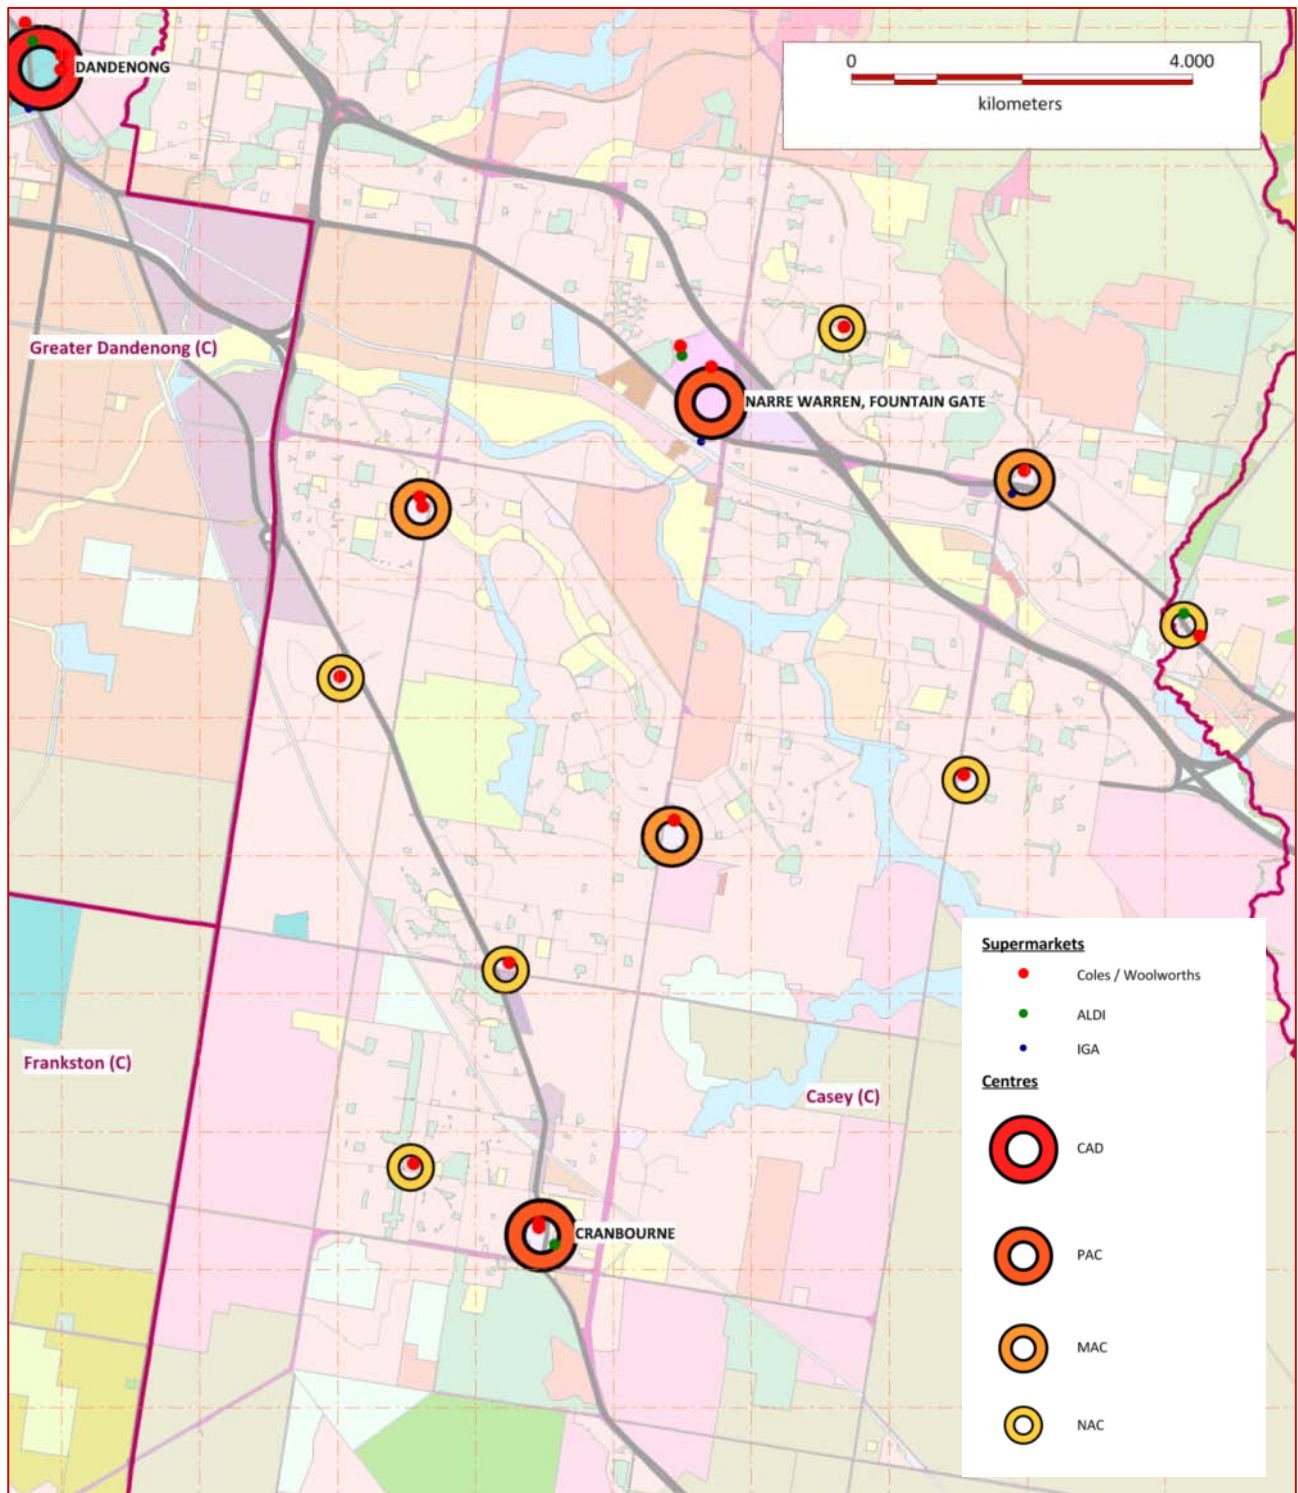 DANDENONG
0 4.000
kilometers
Greater Dandenong (C)
NARRE WARREN, FOUNTAIN GATE
Supermarkets
Coles / Woolworths
ALDI
IGA
Centres
Frankston (C)
Casey (C)
CAD
CRANBOURNE
PAC
MAC
NAC